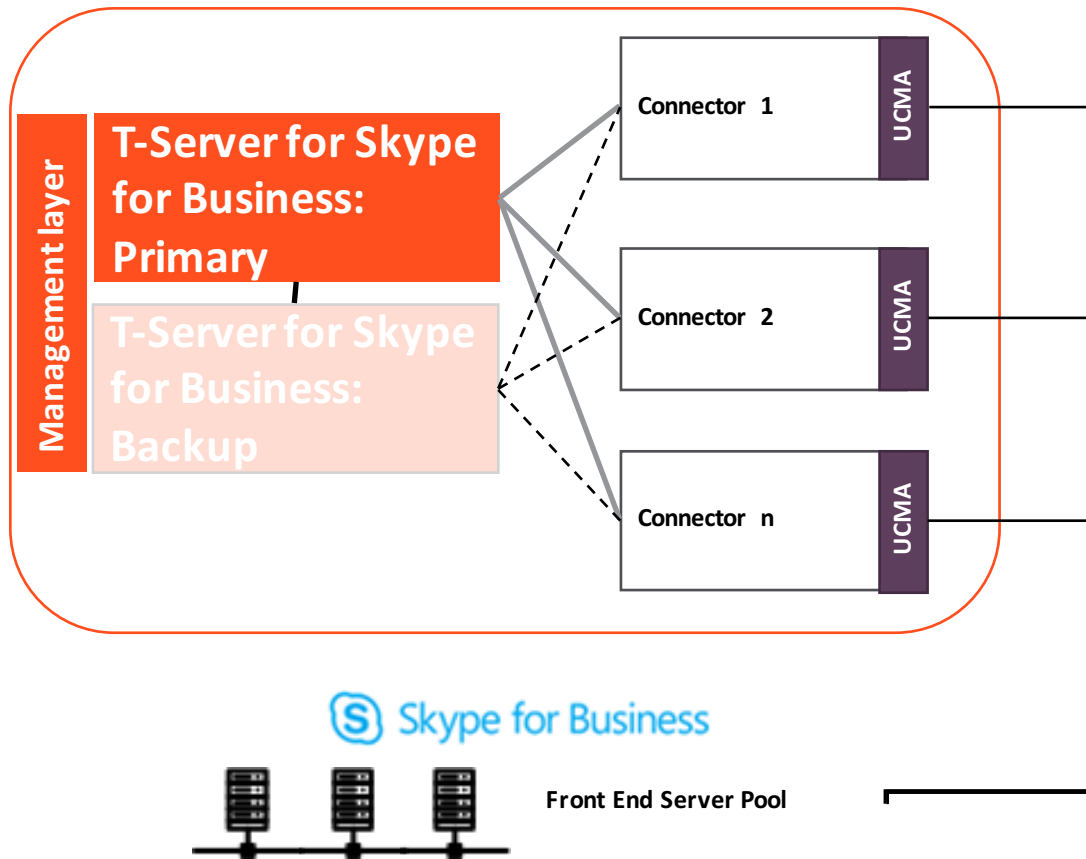 Management layer
T-Server for Skype
for Business:
Primary
T-Server for Skype
for Business:
Backup
Connector 1
UCMA
Connector 2
UCMA
Connector n
UCMA
Skype for Business
Front End Server Pool